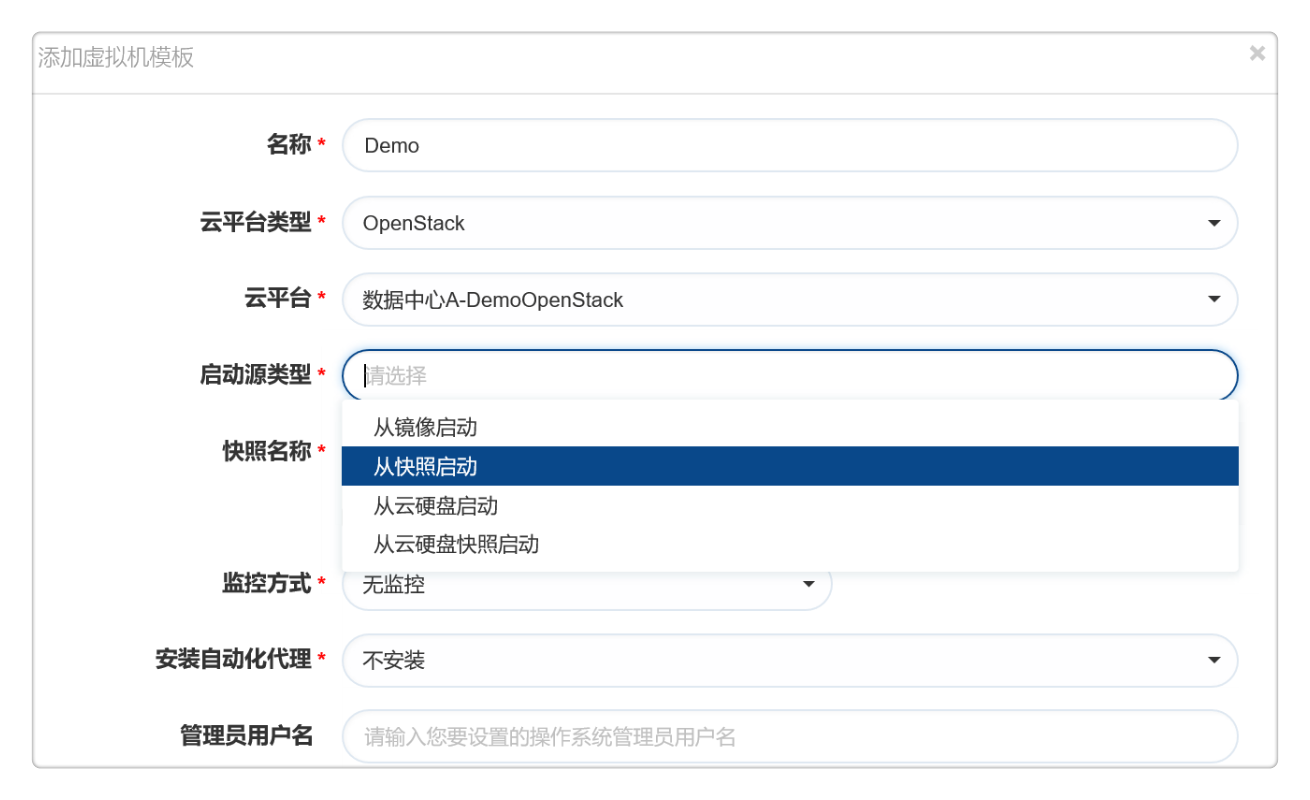 添加虚拟机模板 ×
名称 * Demo
云平台类型 * OpenStack
云平台 * 数据中心A-DemoOpenStack
启动源类型 * 请选择
从镜像启动
快照名称 *
从快照启动
从云硬盘启动
从云硬盘快照启动
监控方式 * 无监控
安装自动化代理 * 不安装
管理员用户名 请输入您要设置的操作系统管理员用户名